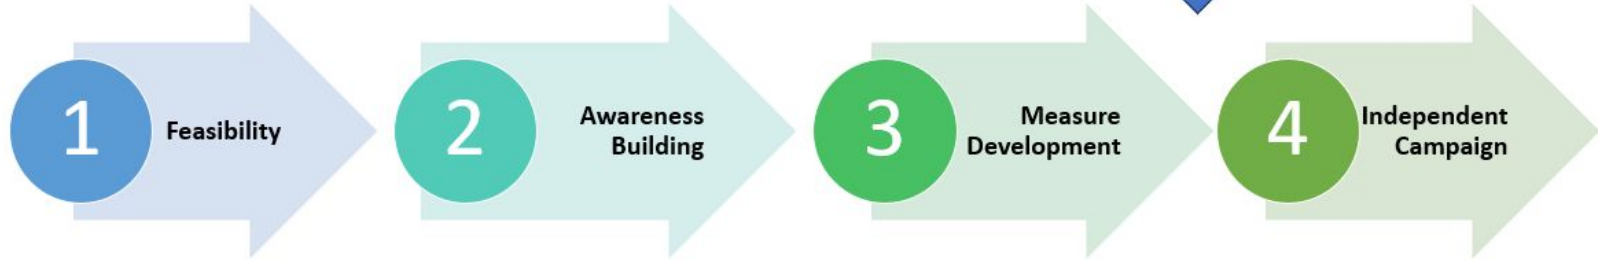 1
Feasibility
2
Awareness
Building
3
Measure
Development
4
Independent
Campaign